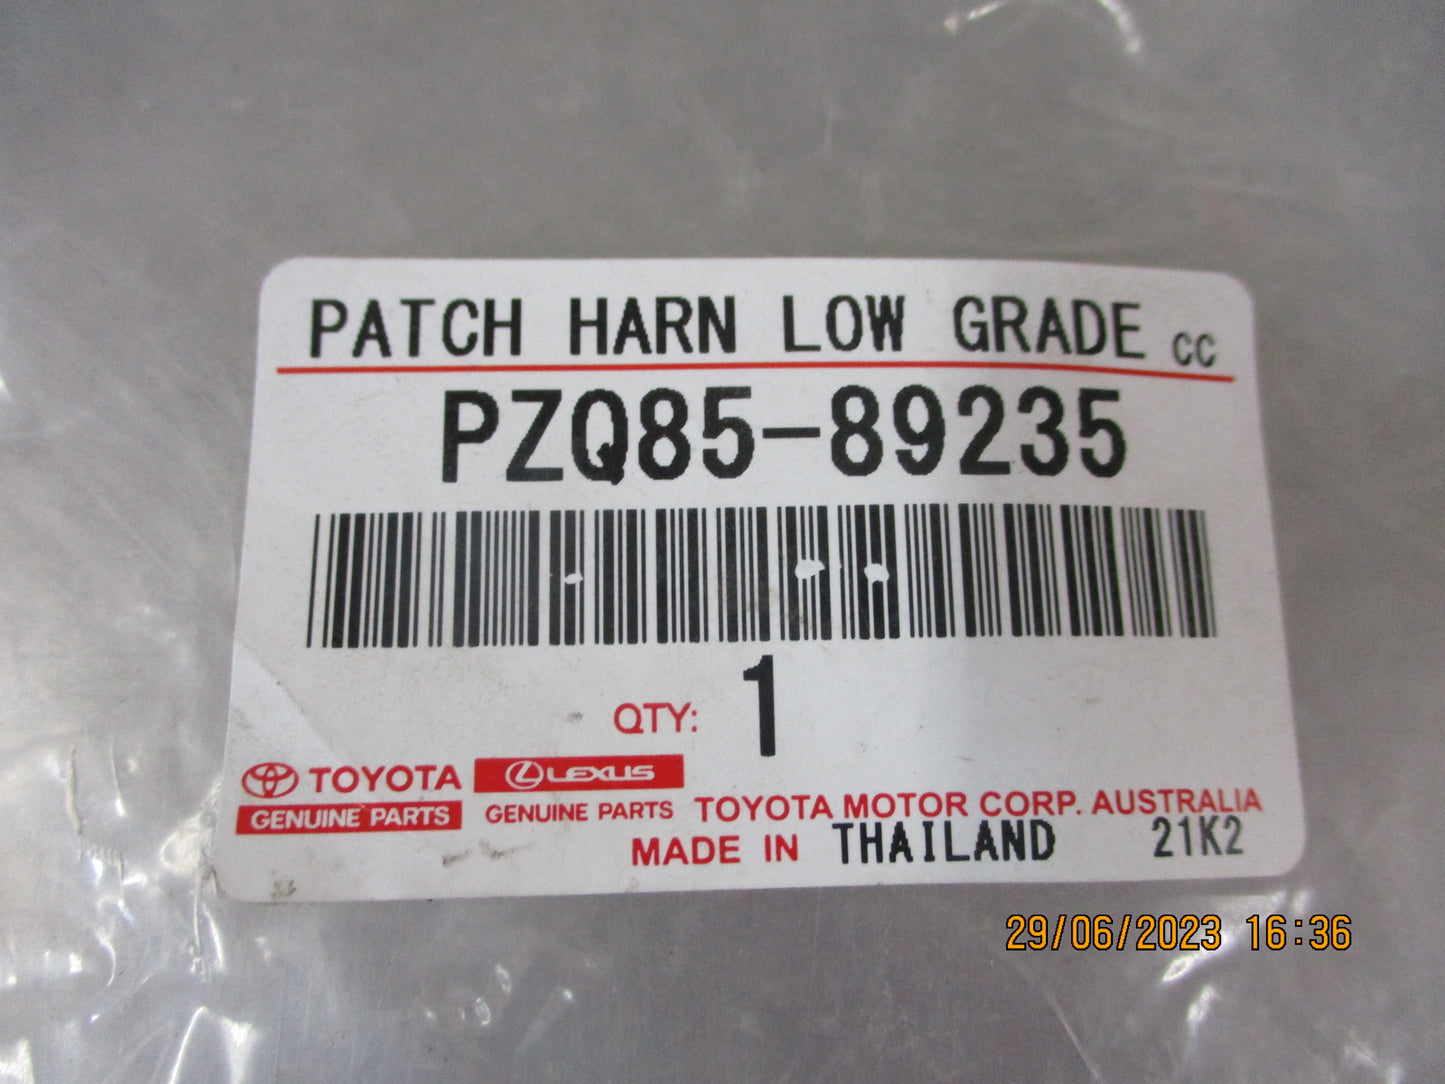 PATCH HARN LOW GRADE CC
PZQ85-89235
QTY: 1
TOYOTA LEXUS
GENUINE PARTS GENUINE PARTS TOYOTA MOTOR CORP. AUSTRALIA
MADE IN THAILAND 21K2
29/06/2023 16:36